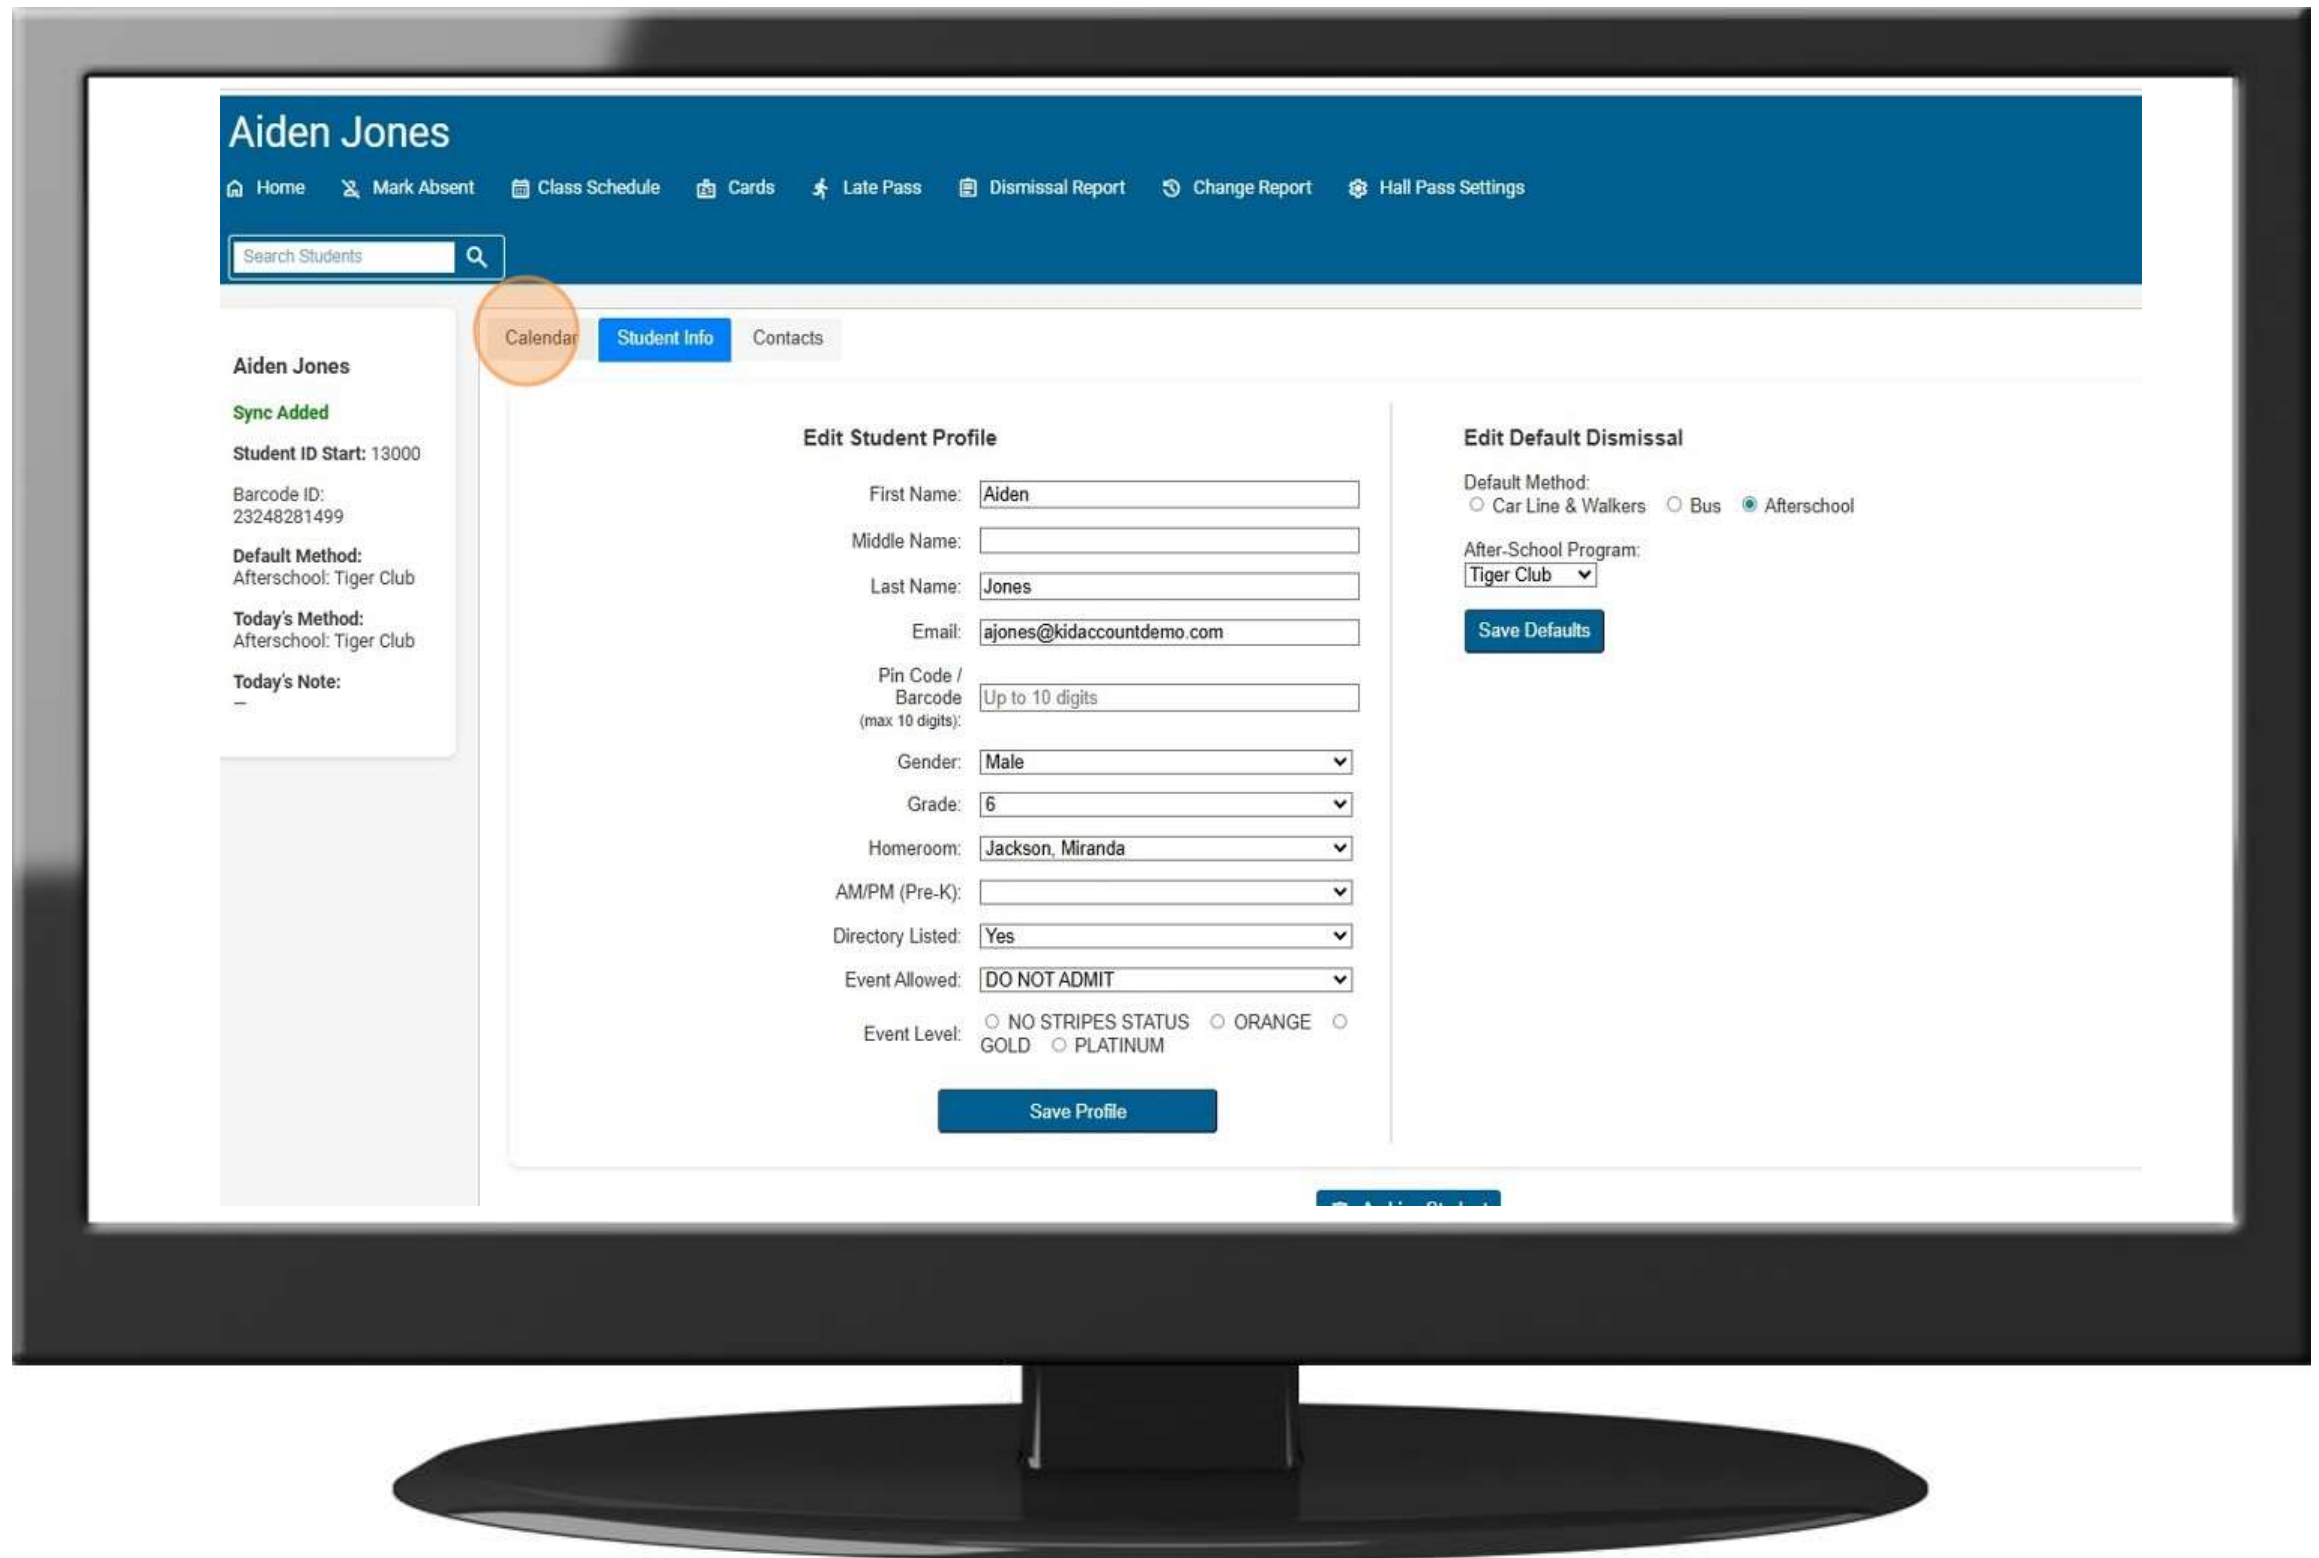 Aiden Jones
Home Mark Absent Class Schedule Cards Late Pass Dismissal Report Change Report Hall Pass Settings
Search Students
Calendar Student Info Contacts
Aiden Jones
Sync Added
Student ID Start: 13000
Barcode ID:
23248281499
Default Method:
Afterschool: Tiger Club
Today's Method:
Afterschool: Tiger Club
Today's Note:
–
Edit Student Profile
First Name: Aiden
Middle Name:
Last Name: Jones
Email: ajones@kidaccountdemo.com
Pin Code /
Barcode Up to 10 digits
(max 10 digits):
Gender: Male
Grade: 6
Homeroom: Jackson, Miranda
AM/PM (Pre-K):
Directory Listed: Yes
Event Allowed: DO NOT ADMIT
Event Level: NO STRIPES STATUS ORANGE
GOLD PLATINUM
Save Profile
Edit Default Dismissal
Default Method:
Car Line & Walkers Bus Afterschool
After-School Program:
Tiger Club
Save Defaults